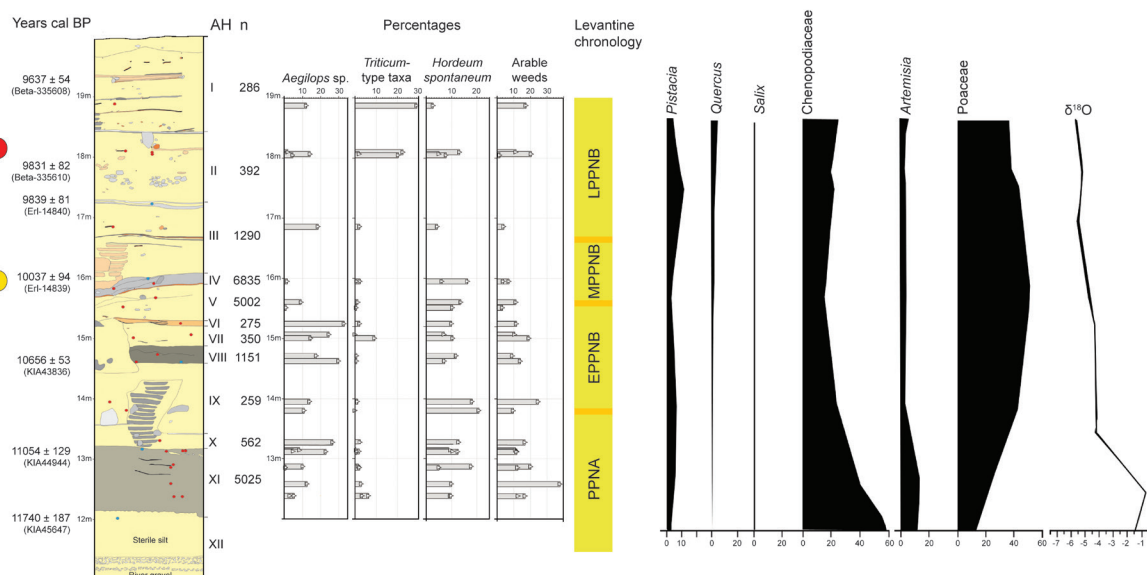 Years cal BP
AH n
Percentages
Levantine
chronology
Aegilops sp.
Triticum-
type taxa
Hordeum
spontaneum
Arable
weeds
Pistacia
Quercus
Salix
Chenopodiaceae
Artemisia
Poaceae
δ18O
10 20 30
10 20 30
10 20
10 20 30
9637 ± 54
(Beta-335608)
9831 ± 82
(Beta-335610)
9839 ± 81
(Erl-14840)
10037 ± 94
(Erl-14839)
10656 ± 53
(KIA43836)
11054 ± 129
(KIA44944)
11740 ± 187
(KIA45647)
19m
18m
17m
16m
15m
14m
13m
12m
Sterile silt
River gravel
I 286
II 392
III 1290
IV 6835
V 5002
VI 275
VII 350
VIII 1151
IX 259
X 562
XI 5025
XII
19m
18m
17m
16m
15m
14m
13m
12m
LPPNB
MPPNB
EPPNB
PPNA
0 10
0 20
0
0 20 40 60
0 20
0 20 40 60
-7 -6 -5 -4 -3 -2 -1